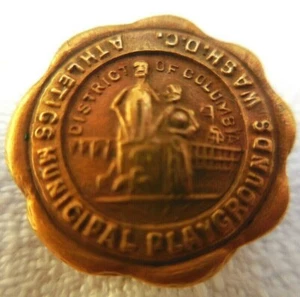 ATHLETICS MUNICIPAL PLAYGROUNDS WASH.D.C.
DISTRICT OF COLUMBIA